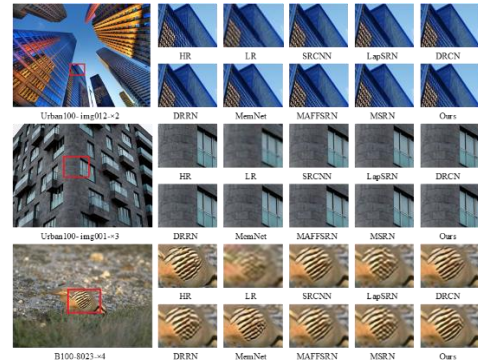 HR LR SRCNN LapSRN DRCN
Urban100- img012-×2 DRRN MemNet MAFFSRN MSRN Ours
HR LR SRCNN LapSRN DRCN
Urban100- img001-×3 DRRN MemNet MAFFSRN MSRN Ours
HR LR SRCNN LapSRN DRCN
B100-8023-×4 DRRN MemNet MAFFSRN MSRN Ours